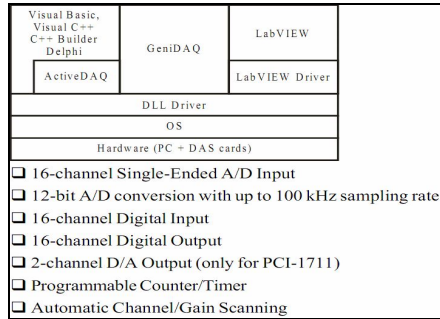 Visual Basic,
Visual C++
C++ Builder
Delphi
ActiveDAQ
GeniDAQ
LabVIEW
LabVIEW Driver
DLL Driver
OS
Hardware (PC + DAS cards)
❑ 16-channel Single-Ended A/D Input
❑ 12-bit A/D conversion with up to 100 kHz sampling rate
❑ 16-channel Digital Input
❑ 16-channel Digital Output
❑ 2-channel D/A Output (only for PCI-1711)
❑ Programmable Counter/Timer
❑ Automatic Channel/Gain Scanning